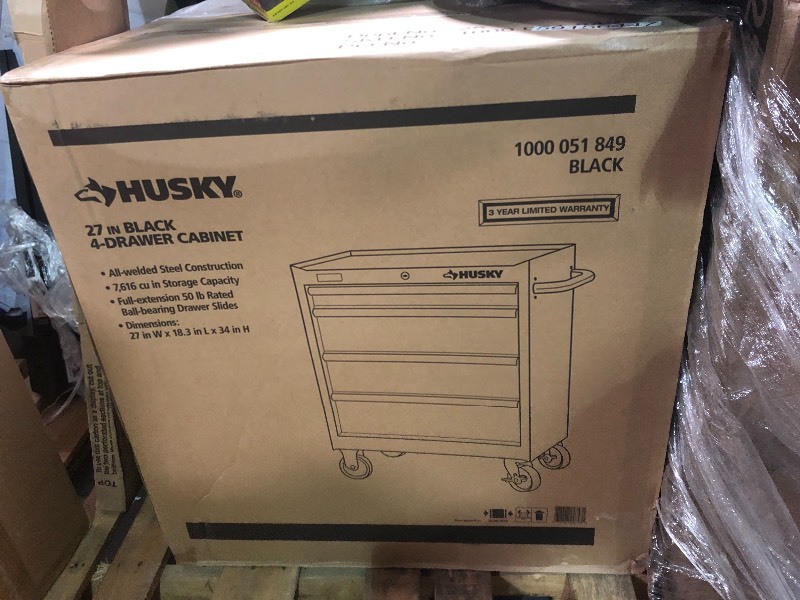 1000 051 849
BLACK
HUSKY®
27 IN BLACK
4-DRAWER CABINET
3 YEAR LIMITED WARRANTY
• All-welded Steel Construction
• 7,616 cu in Storage Capacity
• Full-extension 50 lb Rated
Ball-bearing Drawer Slides
• Dimensions:
27 in W x 18.3 in L x 34 in H
HUSKY
TOP